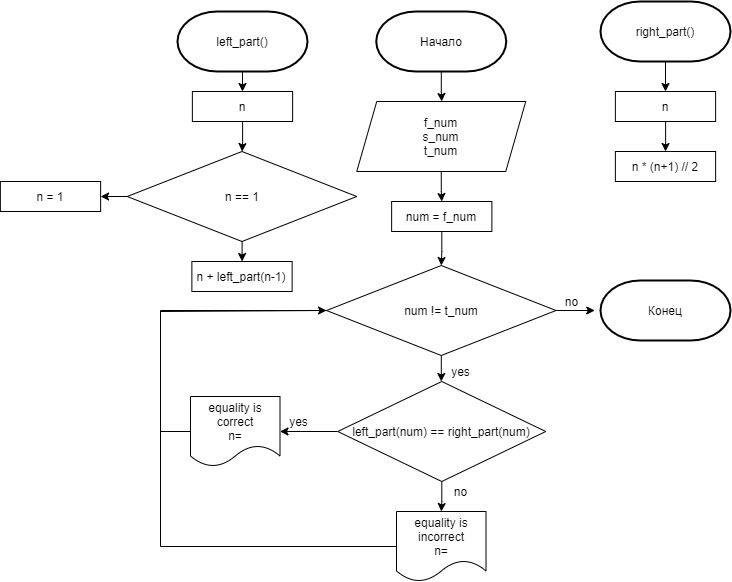 left_part()
n
n == 1
n = 1
n + left_part(n-1)
Начало
f_num
s_num
t_num
num = f_num
num != t_num
no
Конец
yes
left_part(num) == right_part(num)
yes
equality is
correct
n=
no
equality is
incorrect
n=
right_part()
n
n * (n+1) // 2